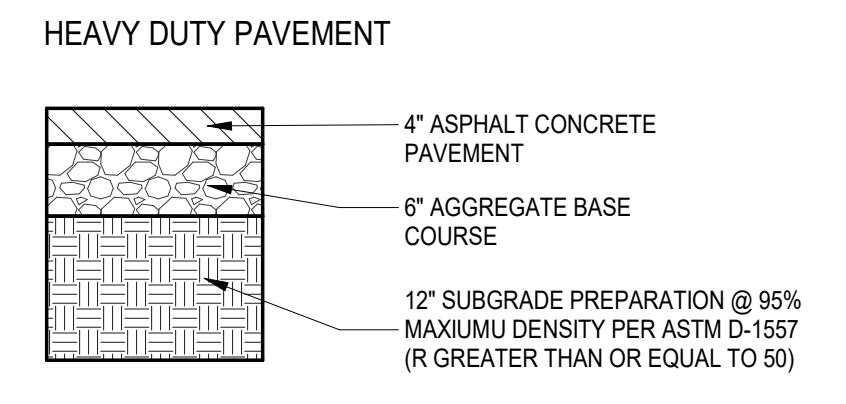 HEAVY DUTY PAVEMENT
4" ASPHALT CONCRETE
PAVEMENT
6" AGGREGATE BASE
COURSE
12" SUBGRADE PREPARATION @ 95%
MAXIUMU DENSITY PER ASTM D-1557
(R GREATER THAN OR EQUAL TO 50)